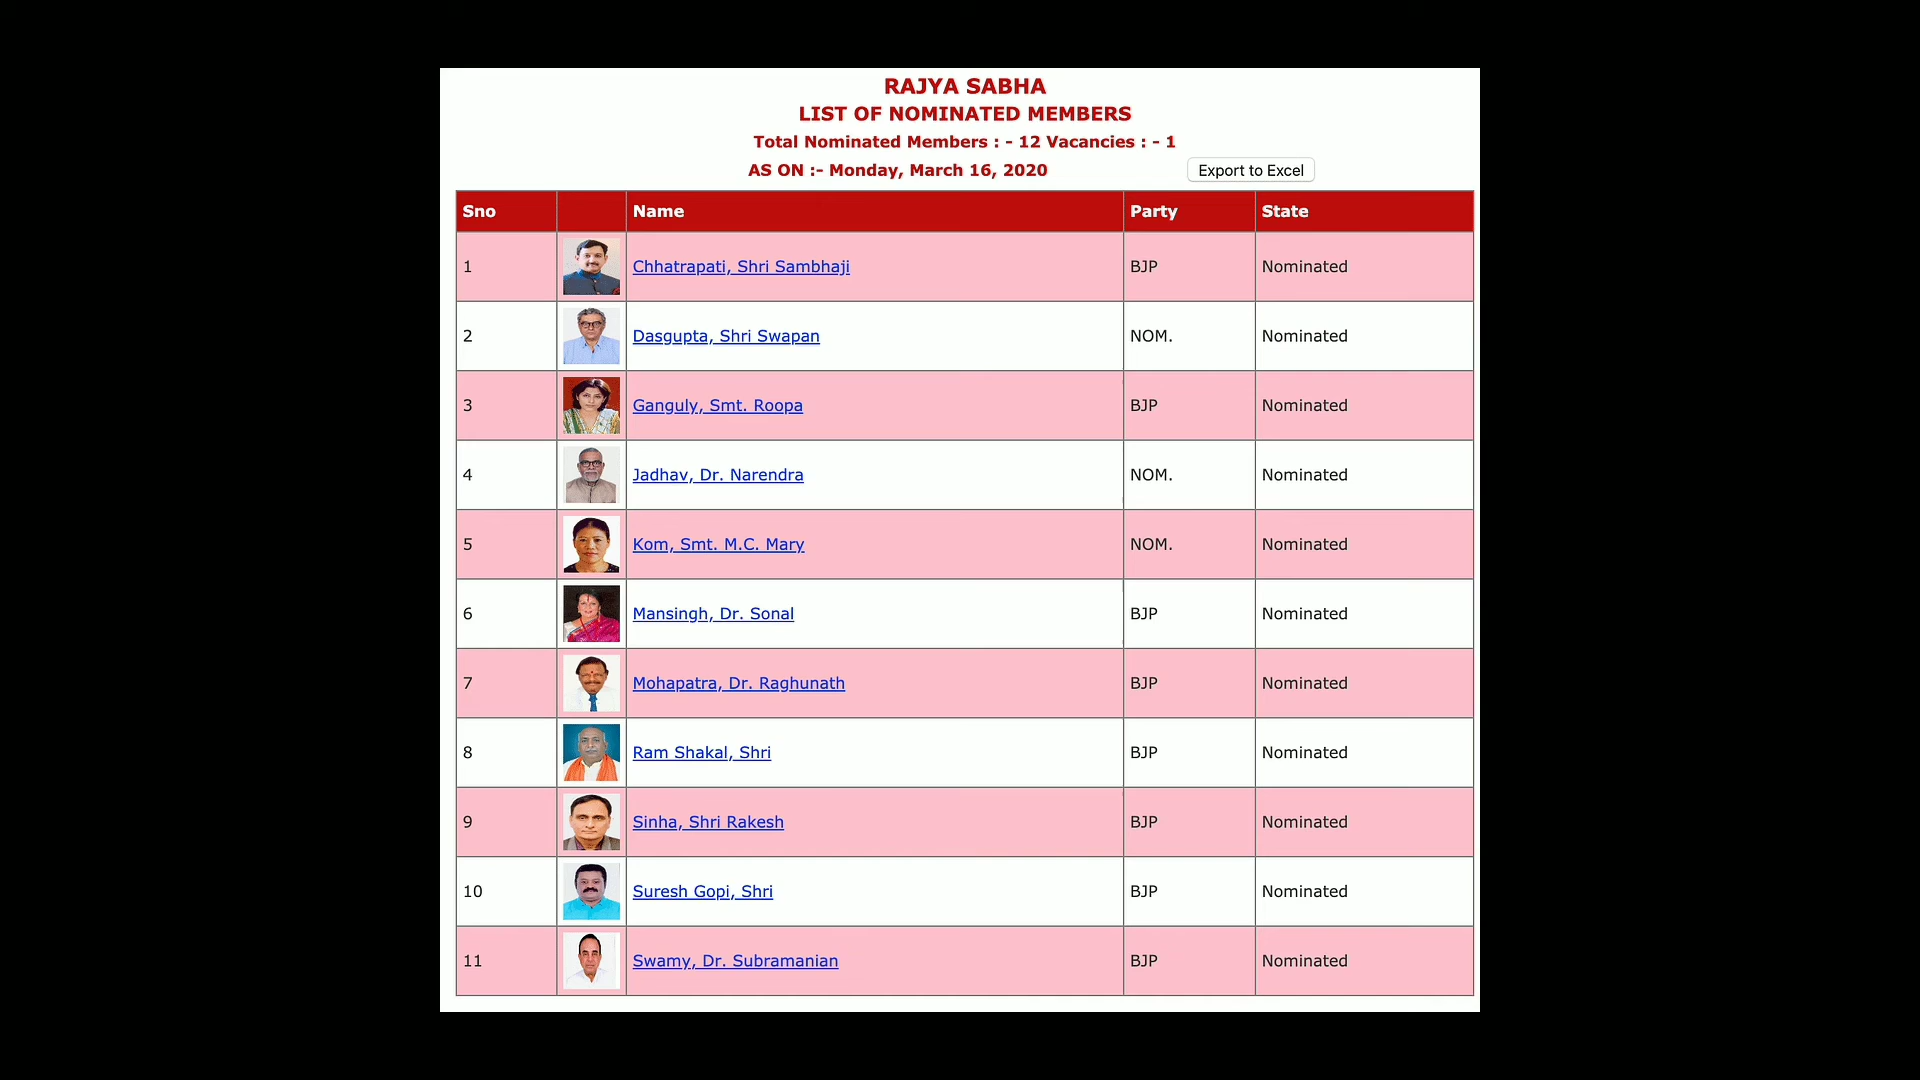 RAJYA SABHA
LIST OF NOMINATED MEMBERS
Total Nominated Members : - 12 Vacancies : - 1
AS ON :- Monday, March 16, 2020 Export to Excel
Sno Name Party State
1 Chhatrapati, Shri Sambhaji BJP Nominated
2 Dasgupta, Shri Swapan NOM. Nominated
3 Ganguly, Smt. Roopa BJP Nominated
4 Jadhav, Dr. Narendra NOM. Nominated
5 Kom, Smt. M.C. Mary NOM. Nominated
6 Mansingh, Dr. Sonal BJP Nominated
7 Mohapatra, Dr. Raghunath BJP Nominated
8 Ram Shakal, Shri BJP Nominated
9 Sinha, Shri Rakesh BJP Nominated
10 Suresh Gopi, Shri BJP Nominated
11 Swamy, Dr. Subramanian BJP Nominated